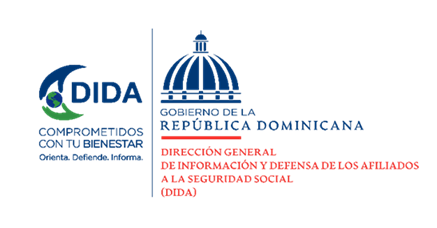 DIDA
COMPROMETIDOS
CON TU BIENESTAR
Orienta. Defiende. Informa.
GOBIERNO DE LA
REPÚBLICA DOMINICANA
DIRECCIÓN GENERAL
DE INFORMACIÓN Y DEFENSA DE LOS AFILIADOS
A LA SEGURIDAD SOCIAL
(DIDA)